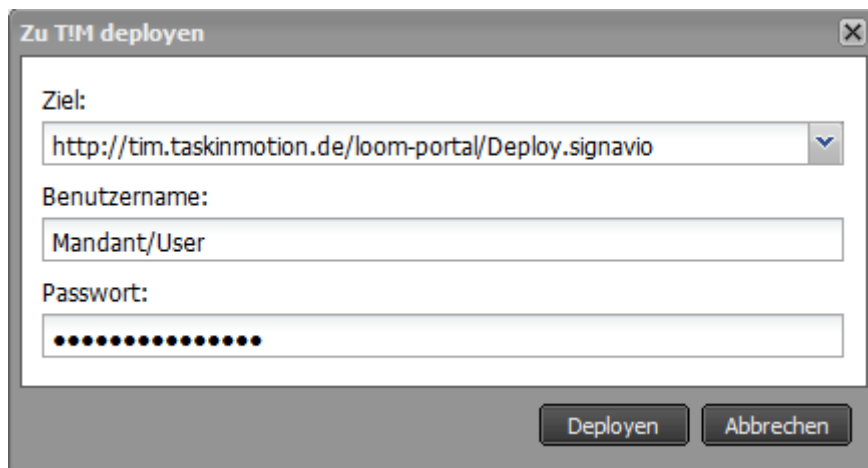 Zu T!M deployen
Ziel:
http://tim.taskinmotion.de/loom-portal/Deploy.signavio
Benutzername:
Mandant/User
Passwort:
●●●●●●●●●●●●●●●
Deployen Abbrechen